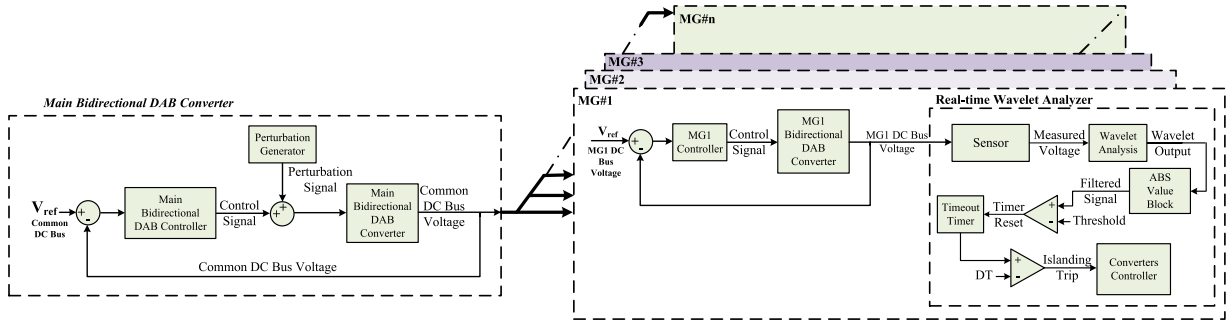 MG#n
MG#3
MG#2
MG#1
Main Bidirectional DAB Converter
Perturbation
Generator
Perturbation
Signal
Vref
Common
DC Bus
+
-
Main
Bidirectional
DAB Controller
Control
Signal
+
+
Main
Bidirectional
DAB
Converter
Common
DC Bus
Voltage
Common DC Bus Voltage
Vref
MG1 DC
Bus
Voltage
-
MG1
Controller
Control
Signal
MG1
Bidirectional
DAB
Converter
MG1 DC Bus
Voltage
Real-time Wavelet Analyzer
Sensor
Measured
Voltage
Wavelet
Analysis
Wavelet
Output
ABS
Value
Block
Filtered
Signal
+
-
Threshold
Timer
Reset
Timeout
Timer
+
-
DT
Islanding
Trip
Converters
Controller